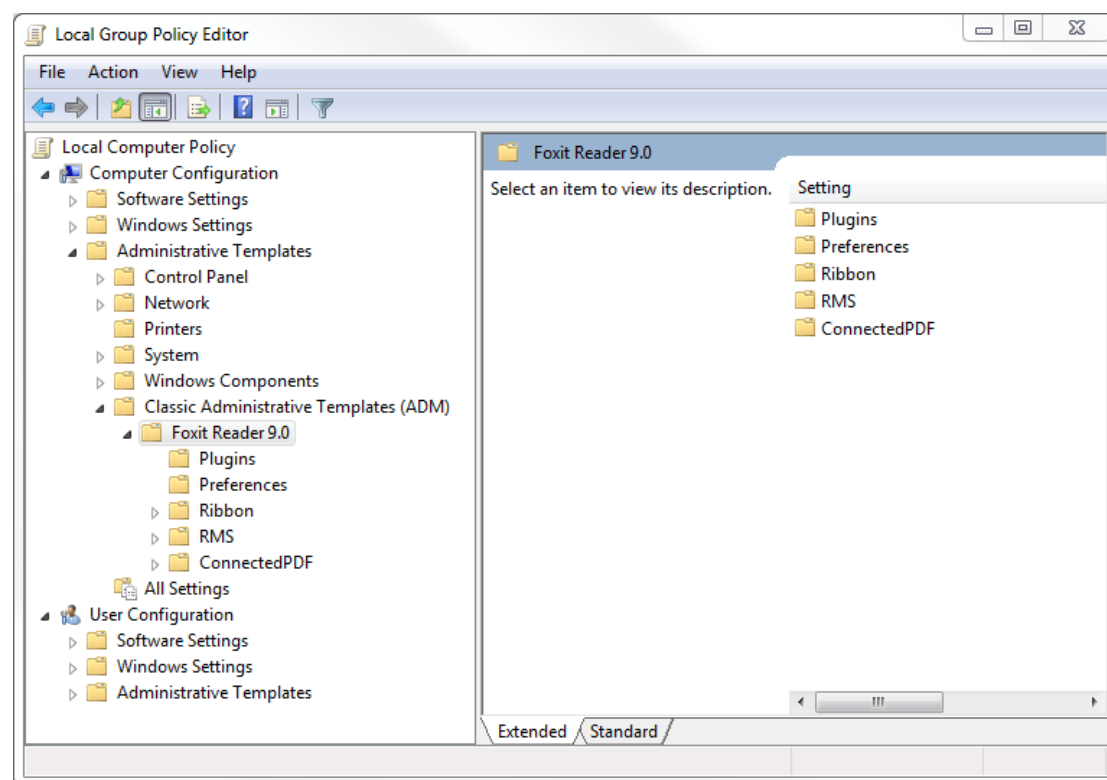 Local Group Policy Editor
File Action View Help
Local Computer Policy
Computer Configuration
Software Settings
Windows Settings
Administrative Templates
Control Panel
Network
Printers
System
Windows Components
Classic Administrative Templates (ADM)
Foxit Reader 9.0
Plugins
Preferences
Ribbon
RMS
ConnectedPDF
All Settings
User Configuration
Software Settings
Windows Settings
Administrative Templates
Foxit Reader 9.0
Select an item to view its description.
Setting
Plugins
Preferences
Ribbon
RMS
ConnectedPDF
Extended Standard